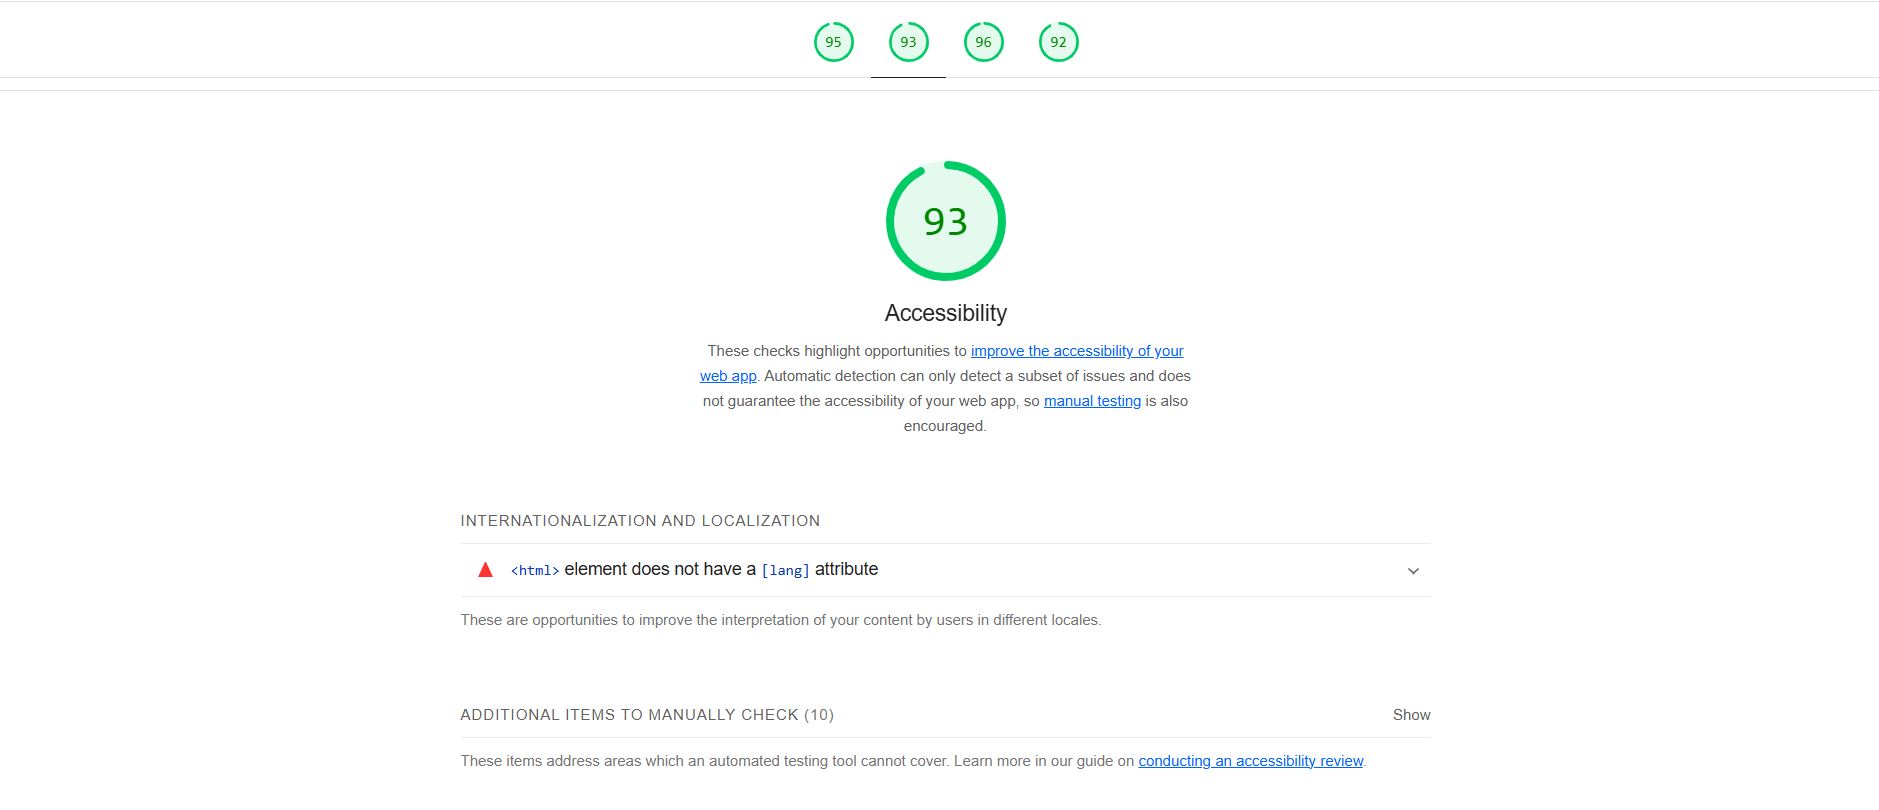 95 93 96 92
93
Accessibility
These checks highlight opportunities to improve the accessibility of your
web app. Automatic detection can only detect a subset of issues and does
not guarantee the accessibility of your web app, so manual testing is also
encouraged.
INTERNATIONALIZATION AND LOCALIZATION
<html> element does not have a [lang] attribute
These are opportunities to improve the interpretation of your content by users in different locales.
ADDITIONAL ITEMS TO MANUALLY CHECK (10) Show
These items address areas which an automated testing tool cannot cover. Learn more in our guide on conducting an accessibility review.